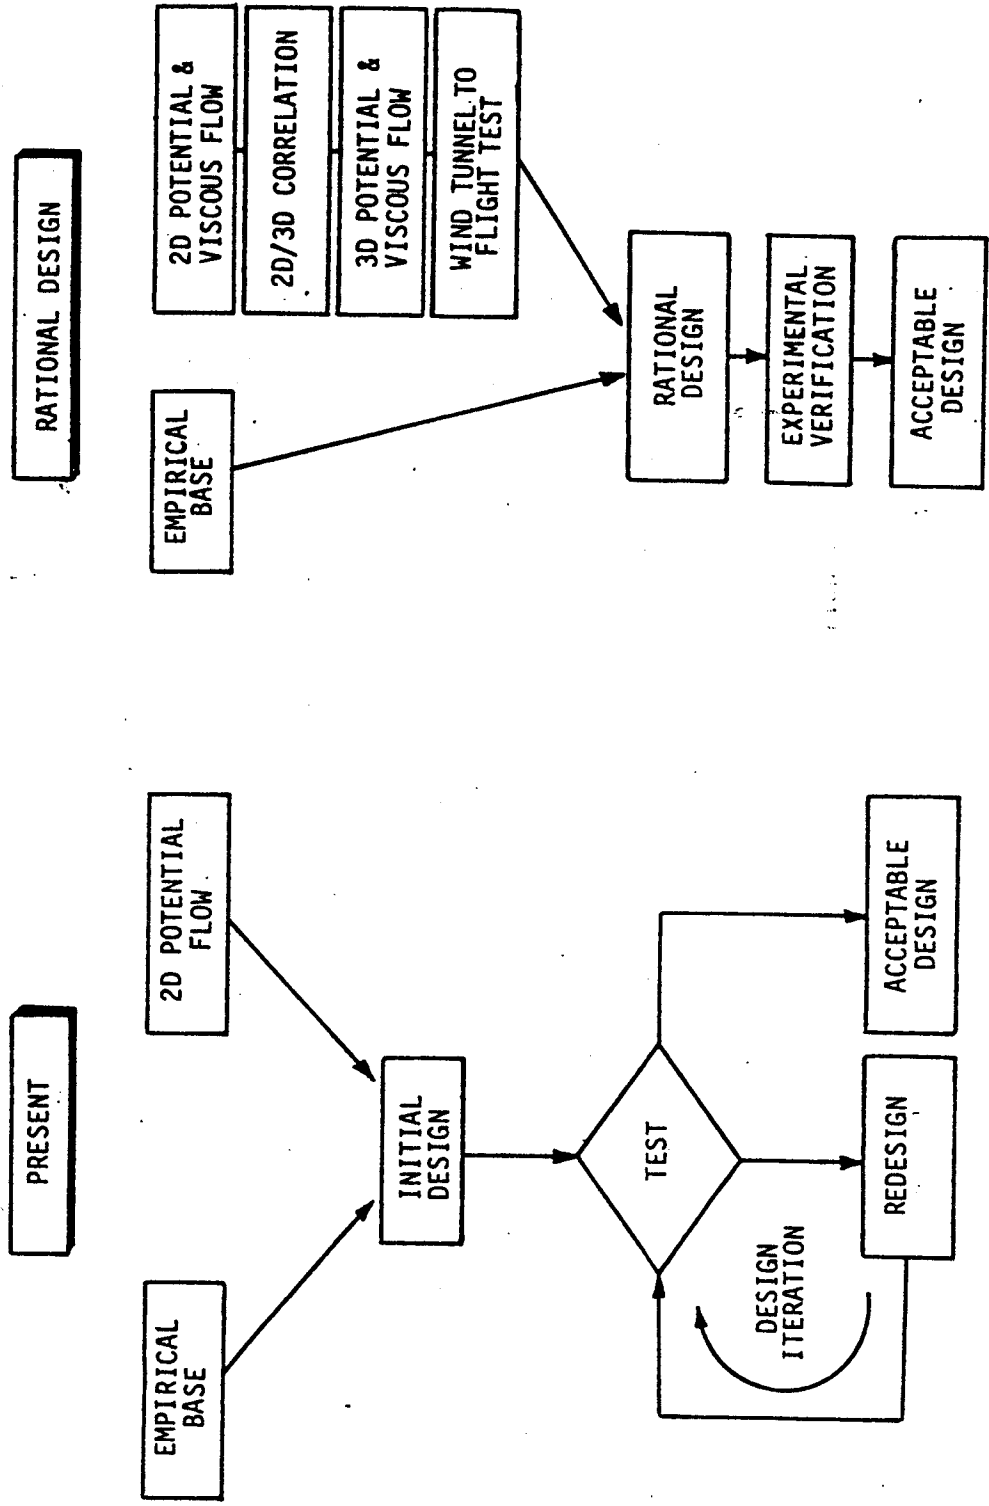 PRESENT
EMPIRICAL
BASE
2D POTENTIAL
FLOW
INITIAL
DESIGN
TEST
DESIGN
ITERATION
REDESIGN
ACCEPTABLE
DESIGN
RATIONAL DESIGN
EMPIRICAL
BASE
2D POTENTIAL &
VISCOUS FLOW
2D/3D CORRELATION
3D POTENTIAL &
VISCOUS FLOW
WIND TUNNEL TO
FLIGHT TEST
RATIONAL
DESIGN
EXPERIMENTAL
VERIFICATION
ACCEPTABLE
DESIGN